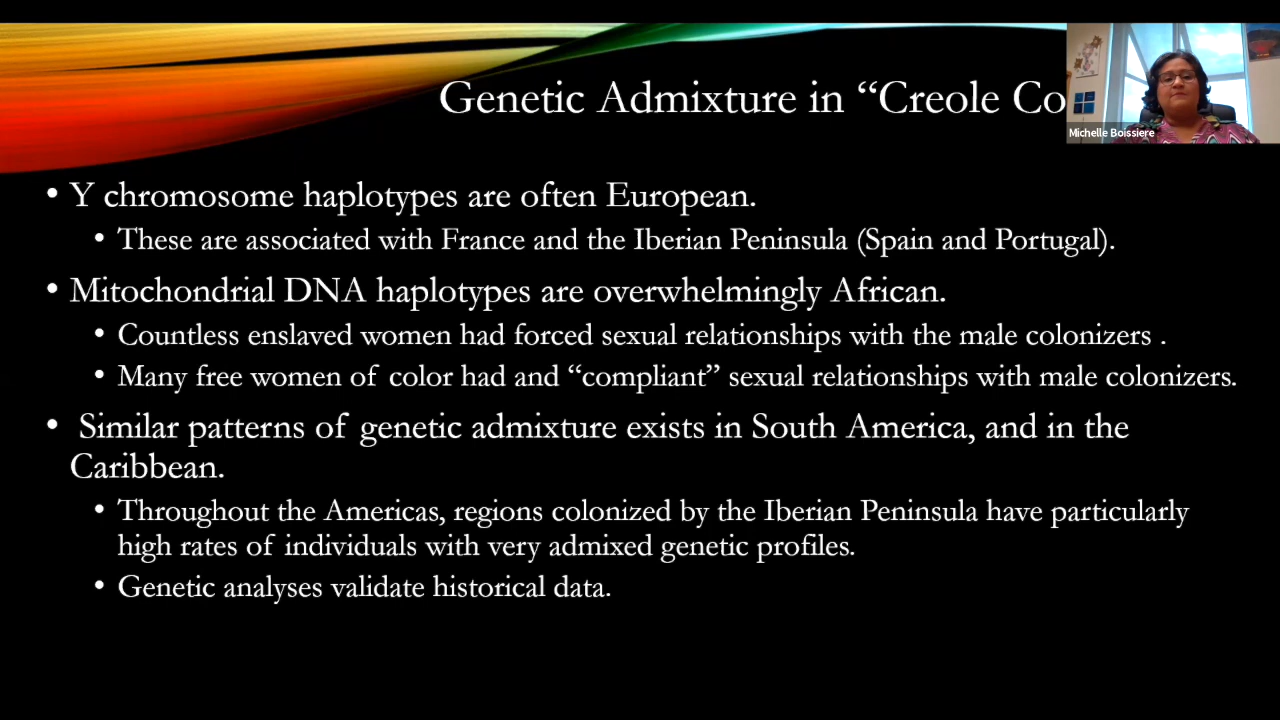 Genetic Admixture in “Creole Co
Michelle Boissiere
• Y chromosome haplotypes are often European.
• These are associated with France and the Iberian Peninsula (Spain and Portugal).
• Mitochondrial DNA haplotypes are overwhelmingly African.
• Countless enslaved women had forced sexual relationships with the male colonizers .
• Many free women of color had and “compliant” sexual relationships with male colonizers.
• Similar patterns of genetic admixture exists in South America, and in the
Caribbean.
• Throughout the Americas, regions colonized by the Iberian Peninsula have particularly
high rates of individuals with very admixed genetic profiles.
• Genetic analyses validate historical data.